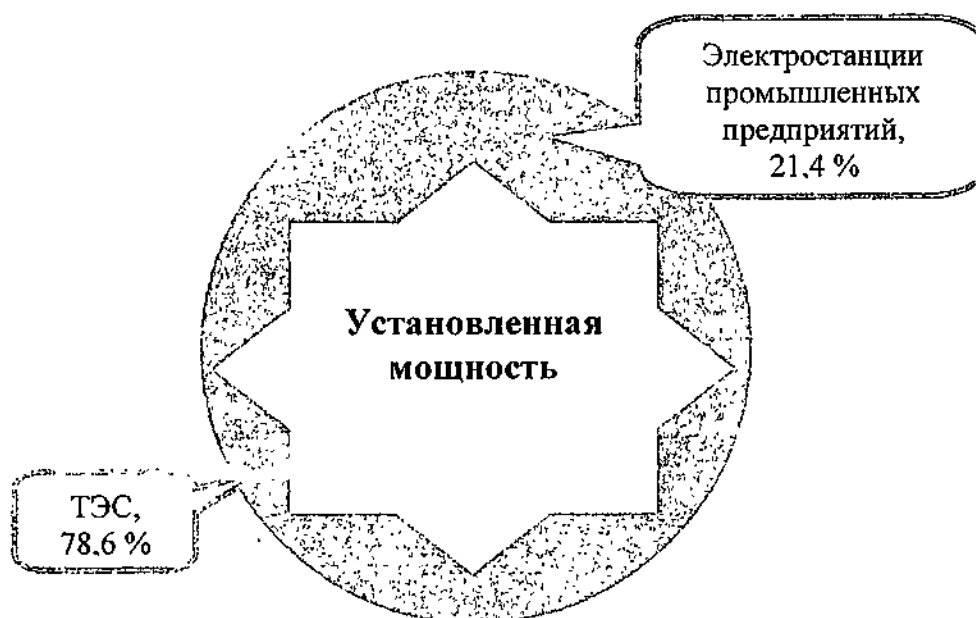 Электростанции
промышленных
предприятий,
21,4 %
Установленная
мощность
ТЭС,
78,6 %